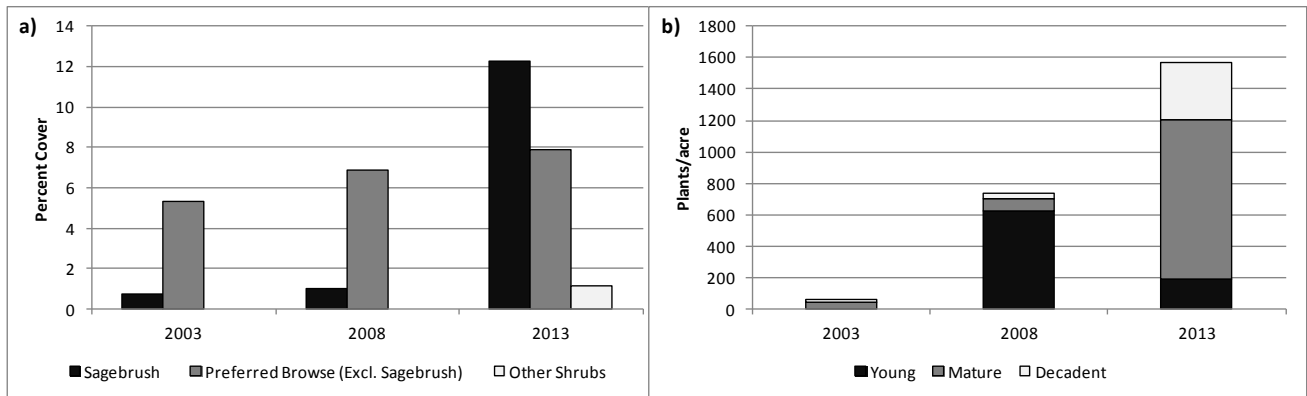 a)
Percent Cover
14
12
10
8
6
4
2
0
2003 2008 2013
Sagebrush Preferred Browse (Excl. Sagebrush) Other Shrubs
b)
Plants/acre
1800
1600
1400
1200
1000
800
600
400
200
0
2003 2008 2013
Young Mature Decadent